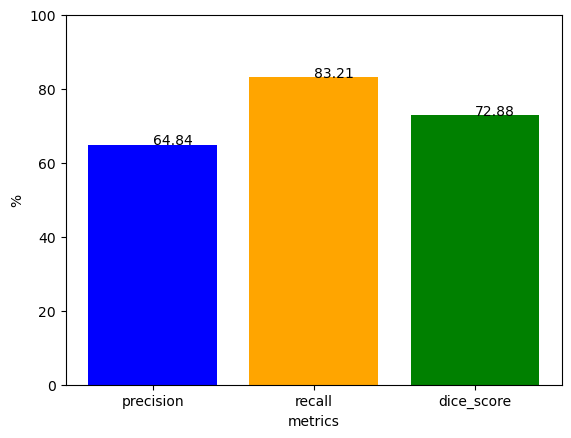 100
80
60
40
20
0
%
64.84
83.21
72.88
precision
recall
dice_score
metrics